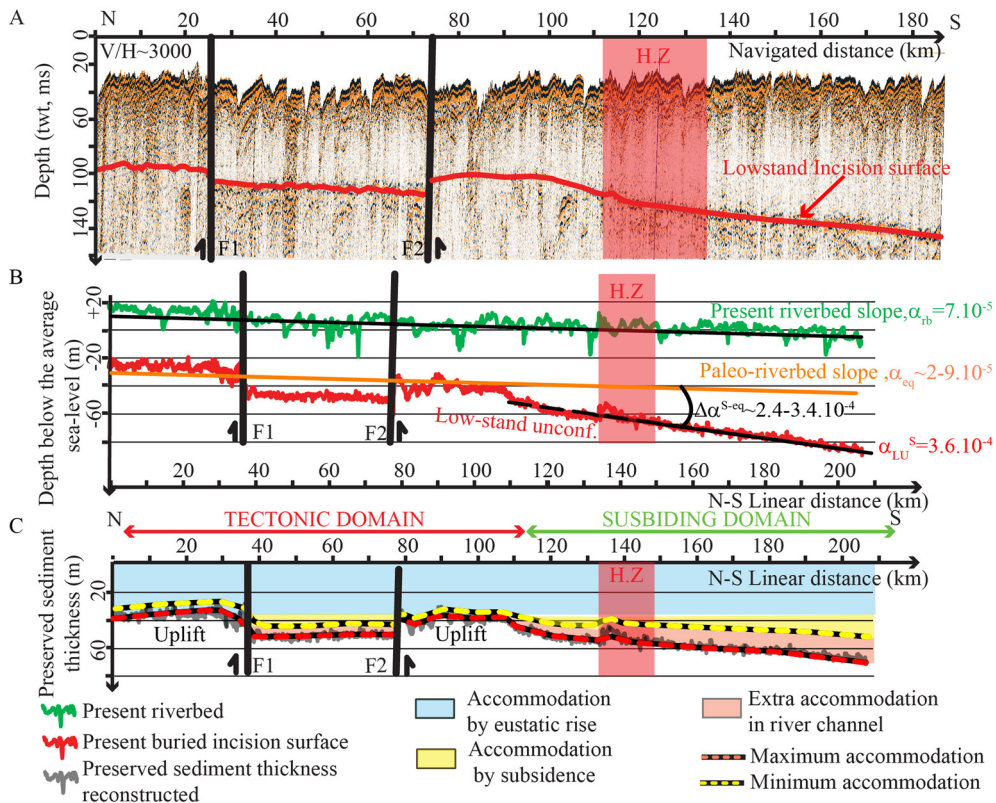 A
N 0 20 40 60 80 100 120 140 160 180 S
V/H~3000
H.Z
Navigated distance (km)
Depth (twt, ms)
0
20
60
100
140
Lowstand Incision surface
F1
F2
B
Depth below the average
sea-level (m)
+20
-20
-60
H.Z
Present riverbed slope,αrb=7.10-5
Paleo-riverbed slope ,αeq~2-9.10-5
ΔαS-eq~2.4-3.4.10-4
Low-stand unconf.
αLUS=3.6.10-4
F1
F2
20 40 60 80 100 120 140 160 180 200
N-S Linear distance (km)
C
N TECTONIC DOMAIN SUSBIDING DOMAIN S
20 40 60 80 100 120 140 160 180 200
H.Z
N-S Linear distance (km)
Preserved sediment
thickness (m)
20
60
Uplift
Uplift
F1
F2
Present riverbed
Present buried incision surface
Preserved sediment thickness
reconstructed
Accommodation
by eustatic rise
Accommodation
by subsidence
Extra accommodation
in river channel
Maximum accommodation
Minimum accommodation